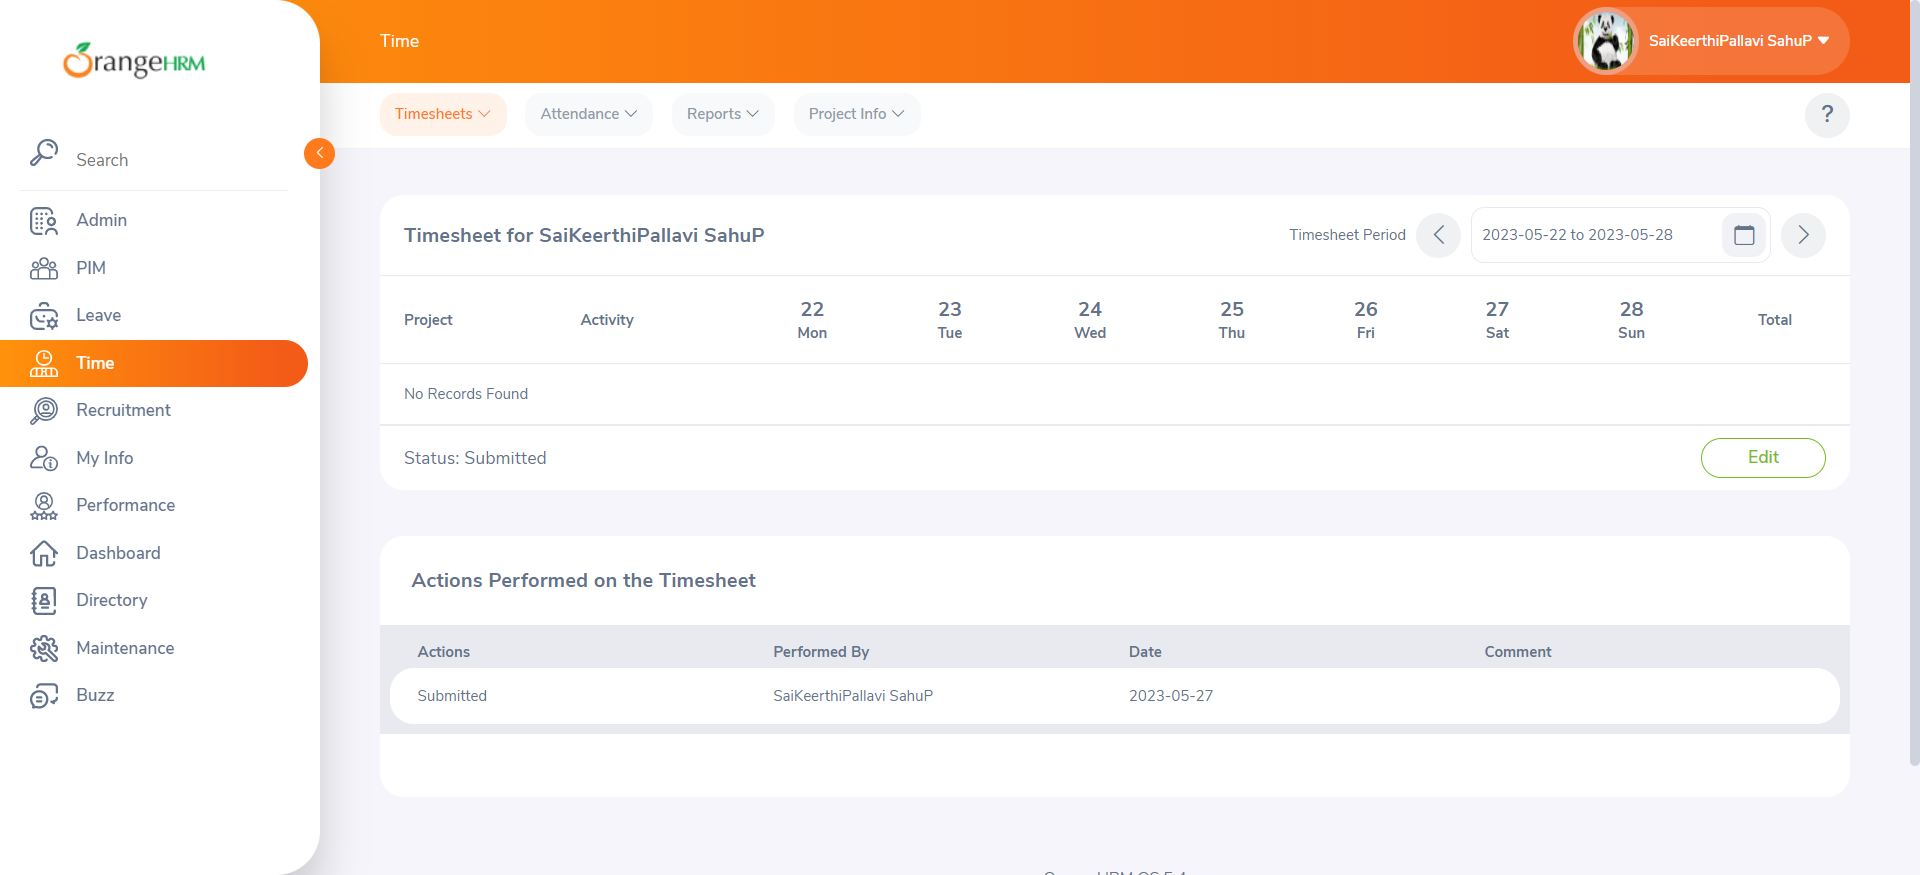 OrangeHRM
Time
SaiKeerthiPallavi SahuP
Search
Admin
PIM
Leave
Time
Recruitment
My Info
Performance
Dashboard
Directory
Maintenance
Buzz
Timesheets
Attendance
Reports
Project Info
?
Timesheet for SaiKeerthiPallavi SahuP
Timesheet Period
2023-05-22 to 2023-05-28
Project Activity 22 Mon 23 Tue 24 Wed 25 Thu 26 Fri 27 Sat 28 Sun Total
No Records Found
Status: Submitted
Edit
Actions Performed on the Timesheet
Actions Performed By Date Comment
Submitted SaiKeerthiPallavi SahuP 2023-05-27